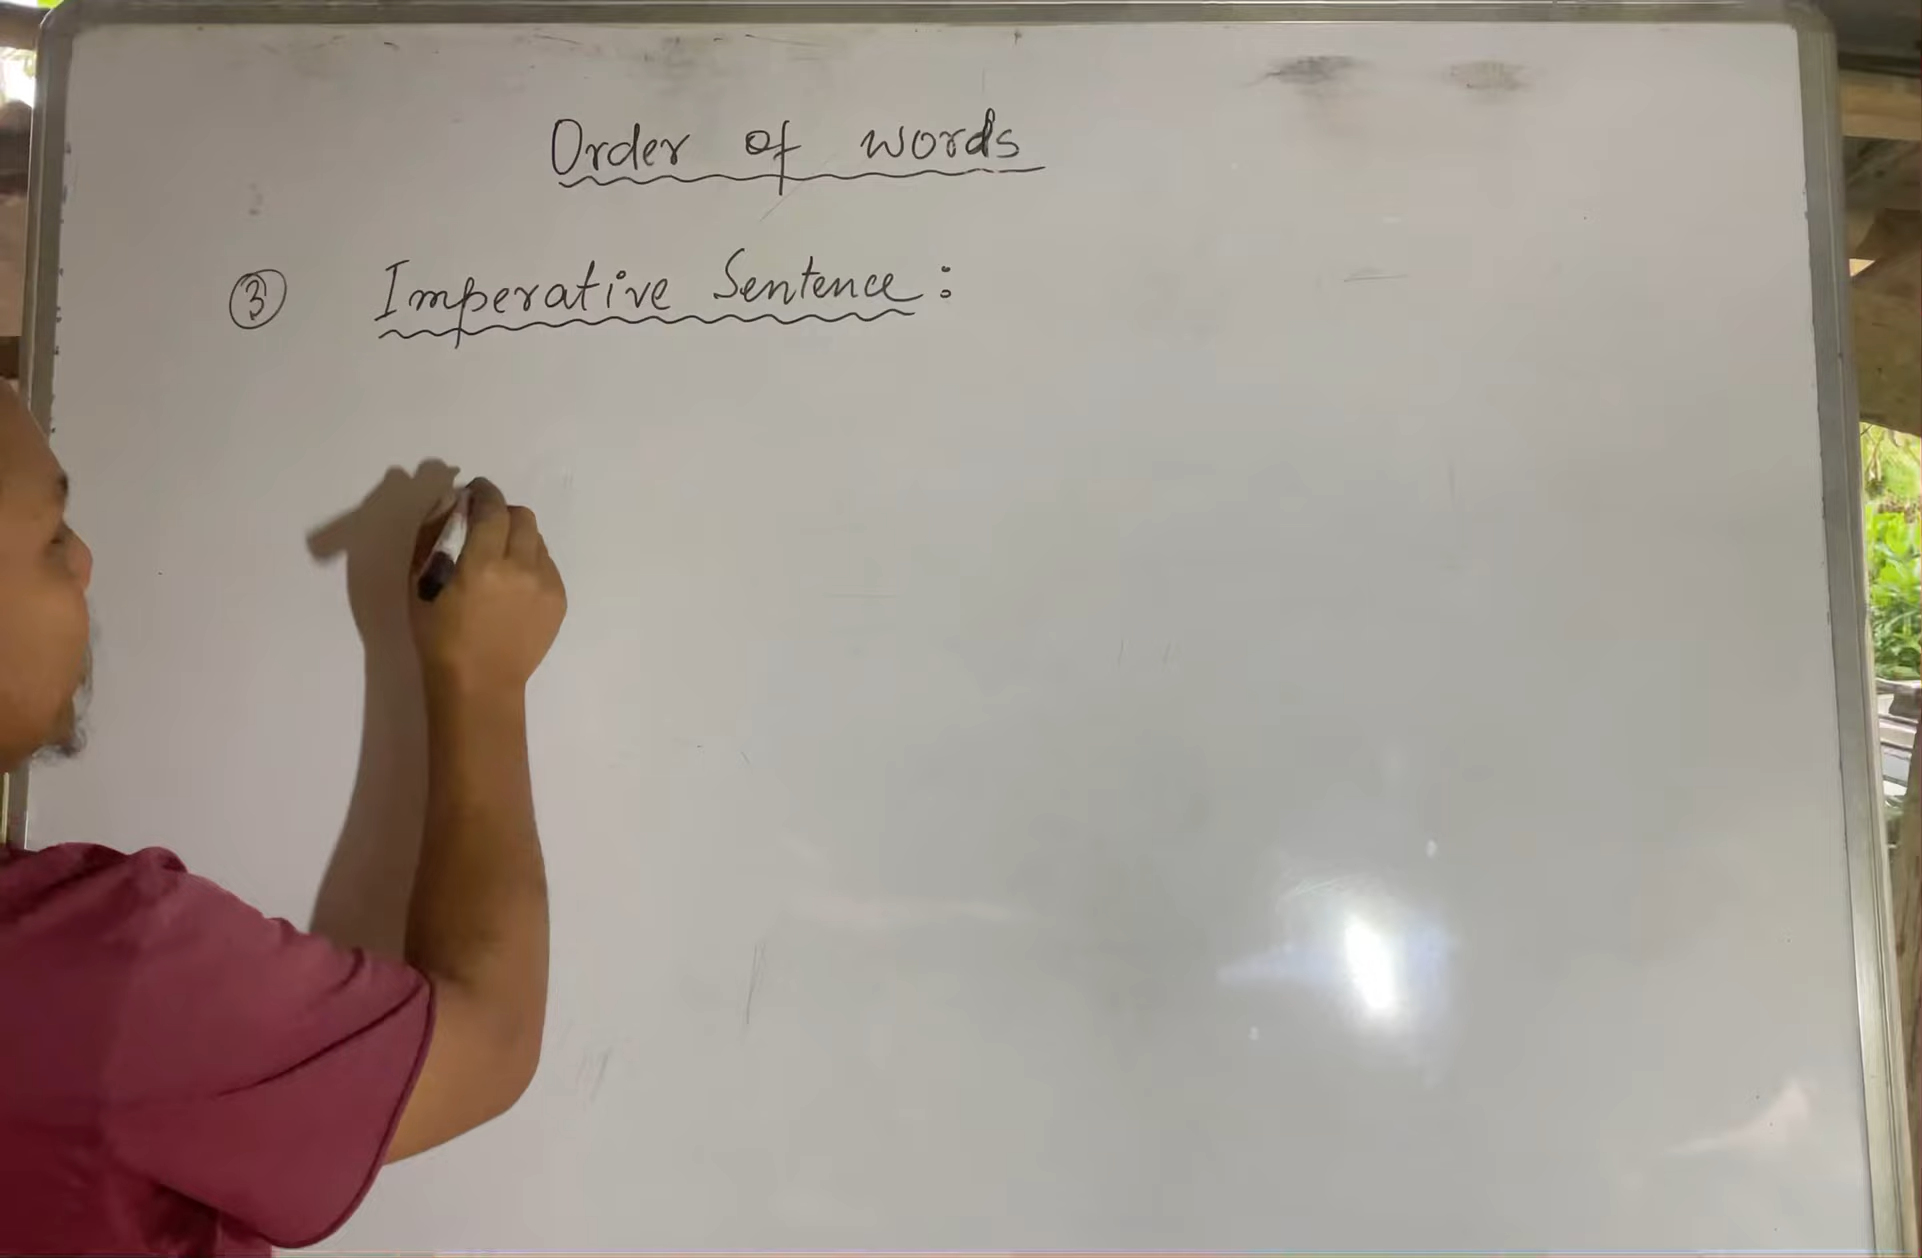 Order of words
③ Imperative Sentence :